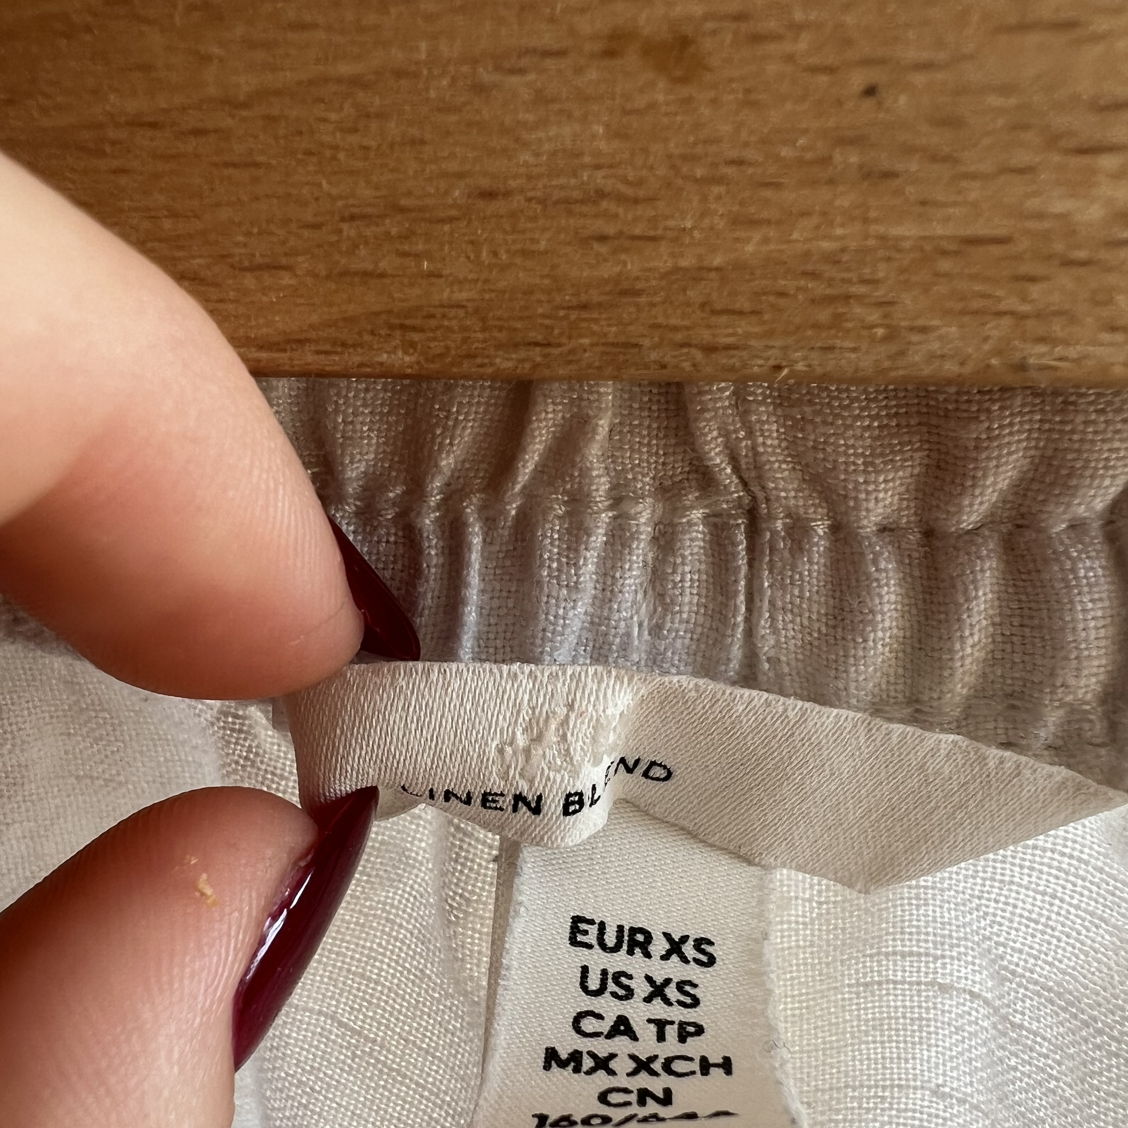 LINEN BLEND
EUR XS
US XS
CA TP
MX XCH
CN